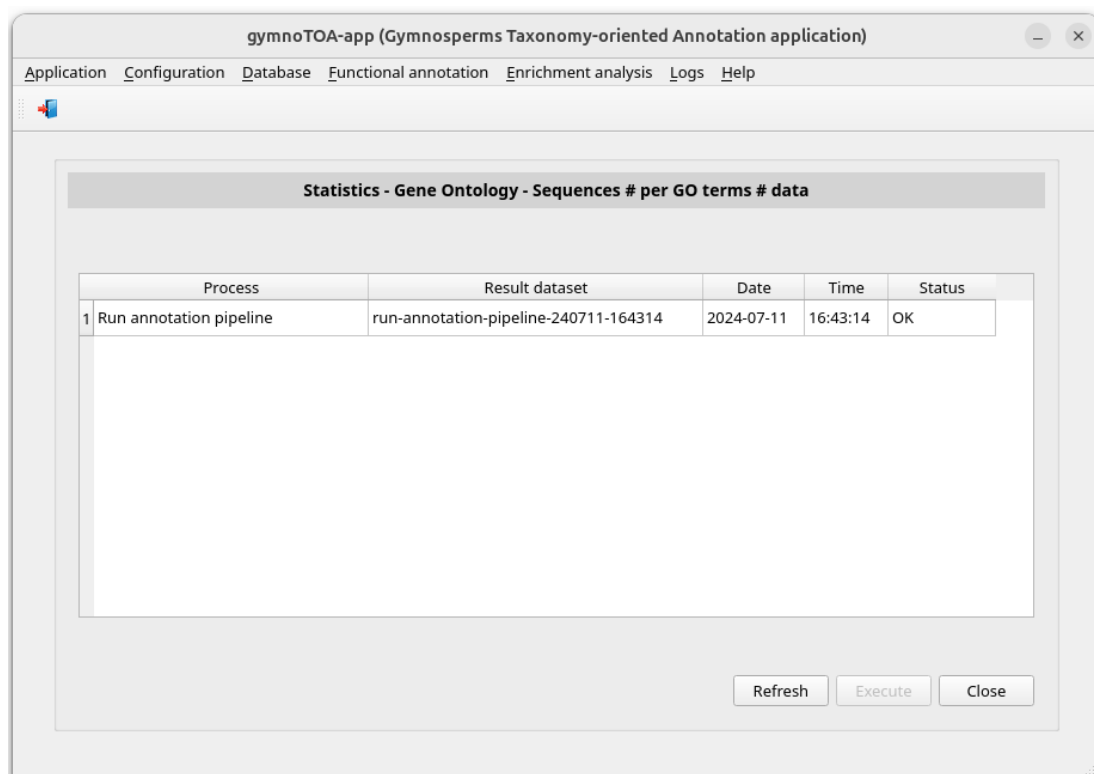 gymnoTOA-app (Gymnosperms Taxonomy-oriented Annotation application)
Application Configuration Database Functional annotation Enrichment analysis Logs Help
Statistics - Gene Ontology - Sequences # per GO terms # data
Process Result dataset Date Time Status
1 Run annotation pipeline run-annotation-pipeline-240711-164314 2024-07-11 16:43:14 OK
Refresh Execute Close